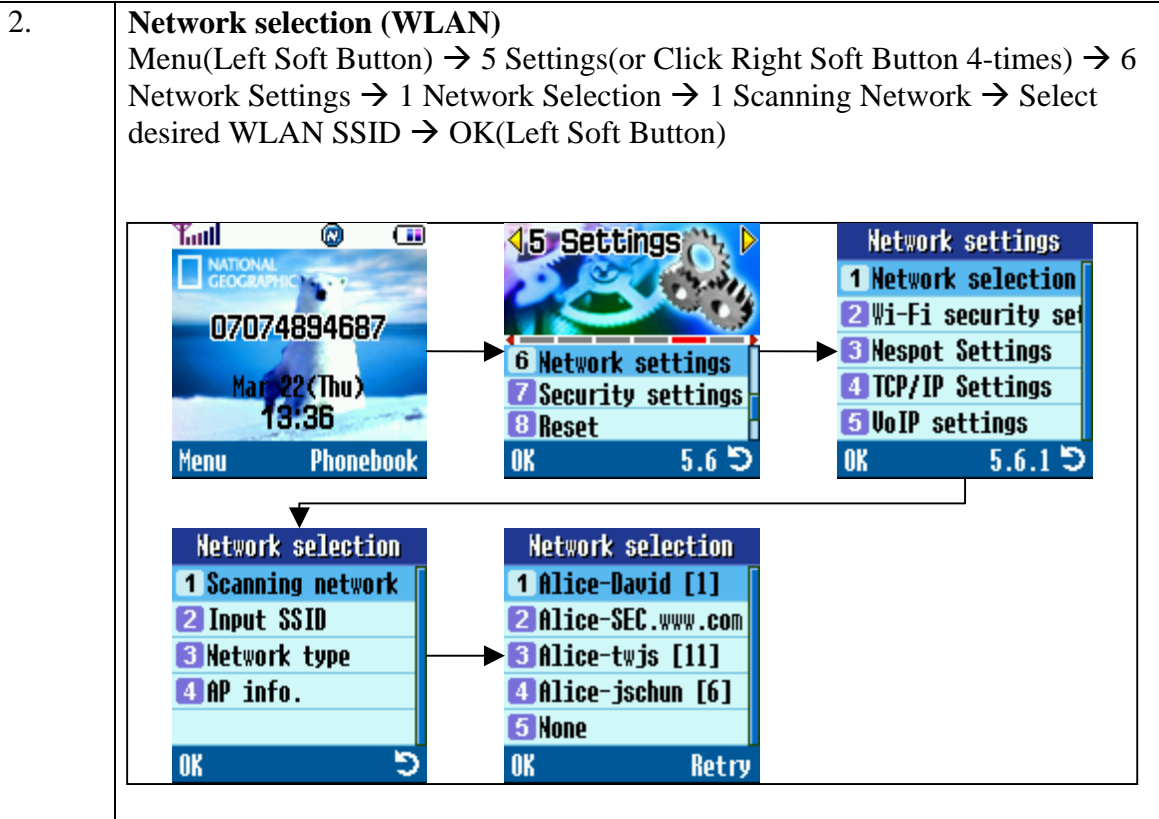 2.
Network selection (WLAN)
Menu(Left Soft Button) → 5 Settings(or Click Right Soft Button 4-times) → 6
Network Settings → 1 Network Selection → 1 Scanning Network → Select
desired WLAN SSID → OK(Left Soft Button)
NATIONAL
GEOGRAPHIC
07074894687
Mar 22(Thu)
13:36
Menu Phonebook
5 Settings
6 Network settings
7 Security settings
8 Reset
OK 5.6
Network settings
1 Network selection
2 Wi-Fi security set
3 Nespot Settings
4 TCP/IP Settings
5 VoIP settings
OK 5.6.1
Network selection
1 Scanning network
2 Input SSID
3 Network type
4 AP info.
OK
Network selection
1 Alice-David [1]
2 Alice-SEC.www.com
3 Alice-twjs [11]
4 Alice-jschun [6]
5 None
OK Retry